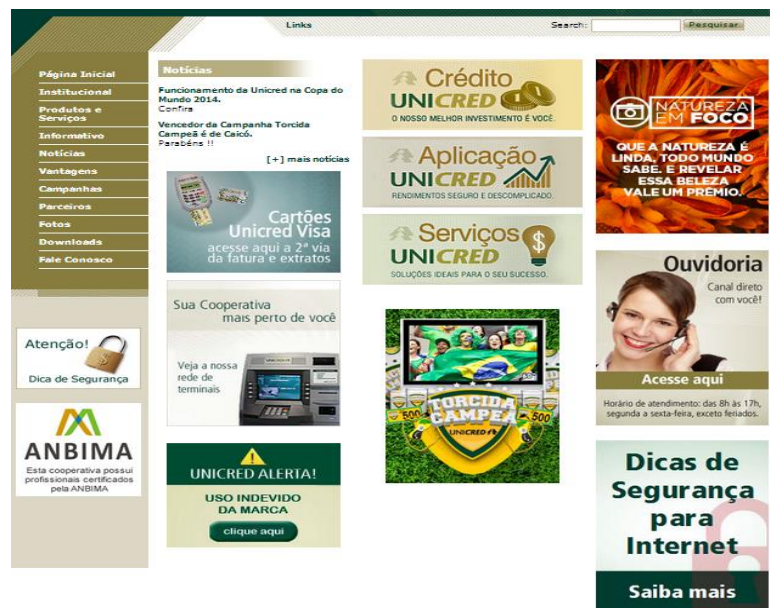 Links
Search:
Pesquisar
Página Inicial
Institucional
Produtos e
Serviços
Informativo
Notícias
Vantagens
Campanhas
Parceiros
Fotos
Downloads
Fale Conosco
Atenção!
Dica de Segurança
ANBIMA
Esta cooperativa possui
profissionais certificados
pela ANBIMA
Notícias
Funcionamento da Unicred na Copa do
Mundo 2014.
Confira
Vencedor da Campanha Torcida
Campeã é de Caicó.
Parabéns !!
[+] mais notícias
Cartões
Unicred Visa
acesse aqui a 2ª via
da fatura e extratos
Sua Cooperativa
mais perto de você
Veja a nossa
rede de
terminais
UNICRED ALERTA!
USO INDEVIDO
DA MARCA
clique aqui
Crédito
UNICRED
O NOSSO MELHOR INVESTIMENTO É VOCÊ.
Aplicação
UNICRED
RENDIMENTOS SEGURO E DESCOMPLICADO.
Serviços
UNICRED
SOLUÇÕES IDEAIS PARA O SEU SUCESSO.
TORCIDA
CAMPEÃ
500
500
UNICRED
NATUREZA
EM FOCO
QUE A NATUREZA É
LINDA, TODO MUNDO
SABE. E REVELAR
ESSA BELEZA
VALE UM PRÊMIO.
Ouvidoria
Canal direto
com você!
Acesse aqui
Horário de atendimento: das 8h às 17h,
segunda a sexta-feira, exceto feriados.
Dicas de
Segurança
para
Internet
Saiba mais